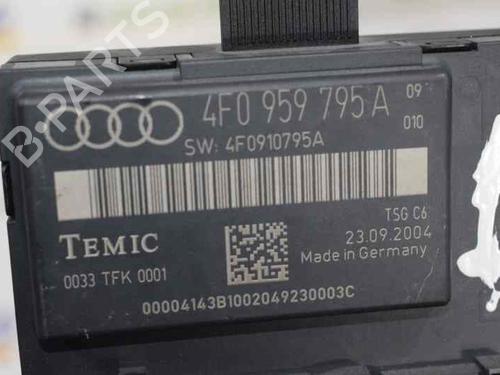 4F0 959 795 A 09
010
SW: 4F0910795A
TSG C6
TEMIC
23.09.2004
Made in Germany
0033 TFK 0001
00004143B1002049230003C